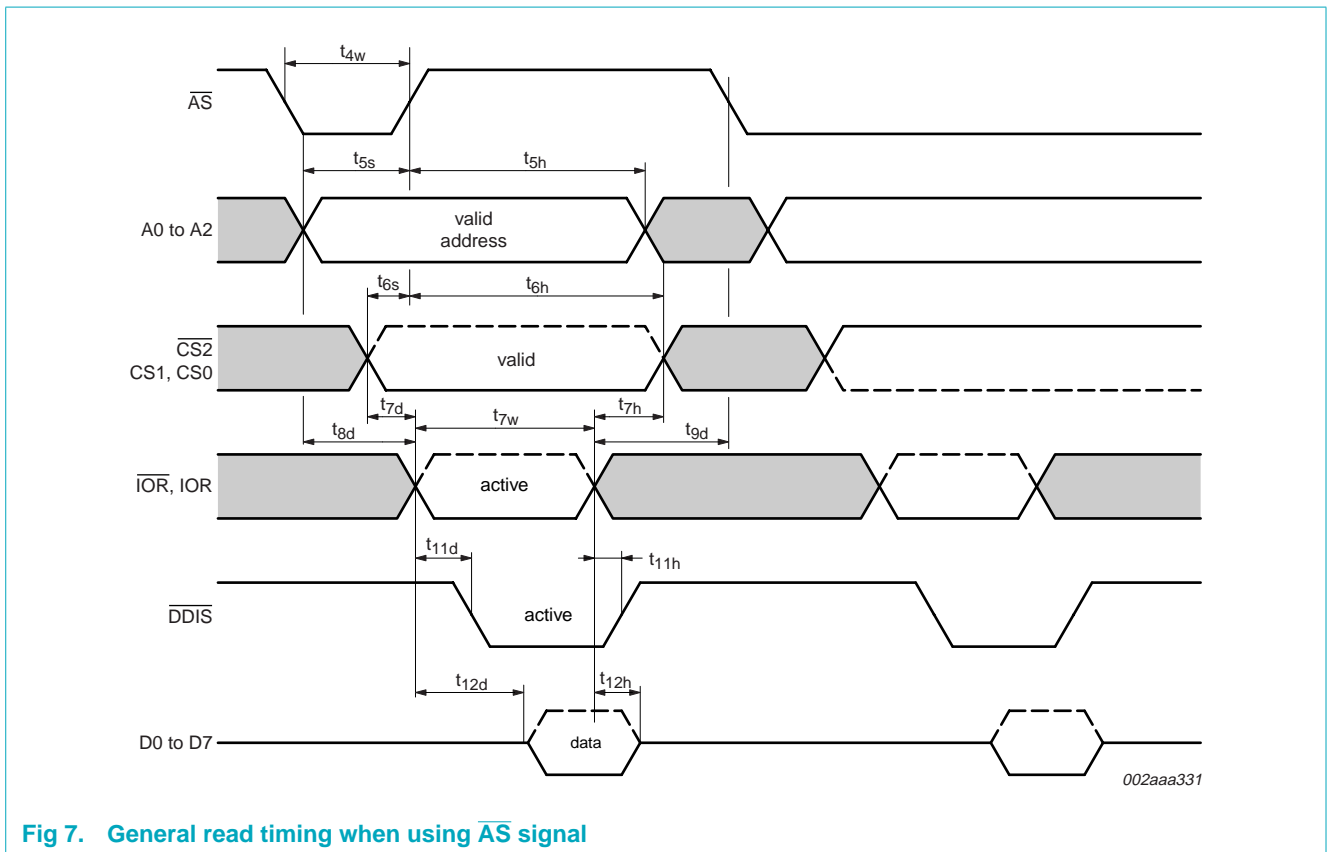 t4w
AS
t5s
t5h
A0 to A2
valid
address
t6s
t6h
CS2
CS1, CS0
valid
t7d
t7w
t7h
t8d
t9d
IOR, IOR
active
t11d
t11h
DDIS
active
t12d
t12h
D0 to D7
data
002aaa331
Fig 7. General read timing when using AS signal